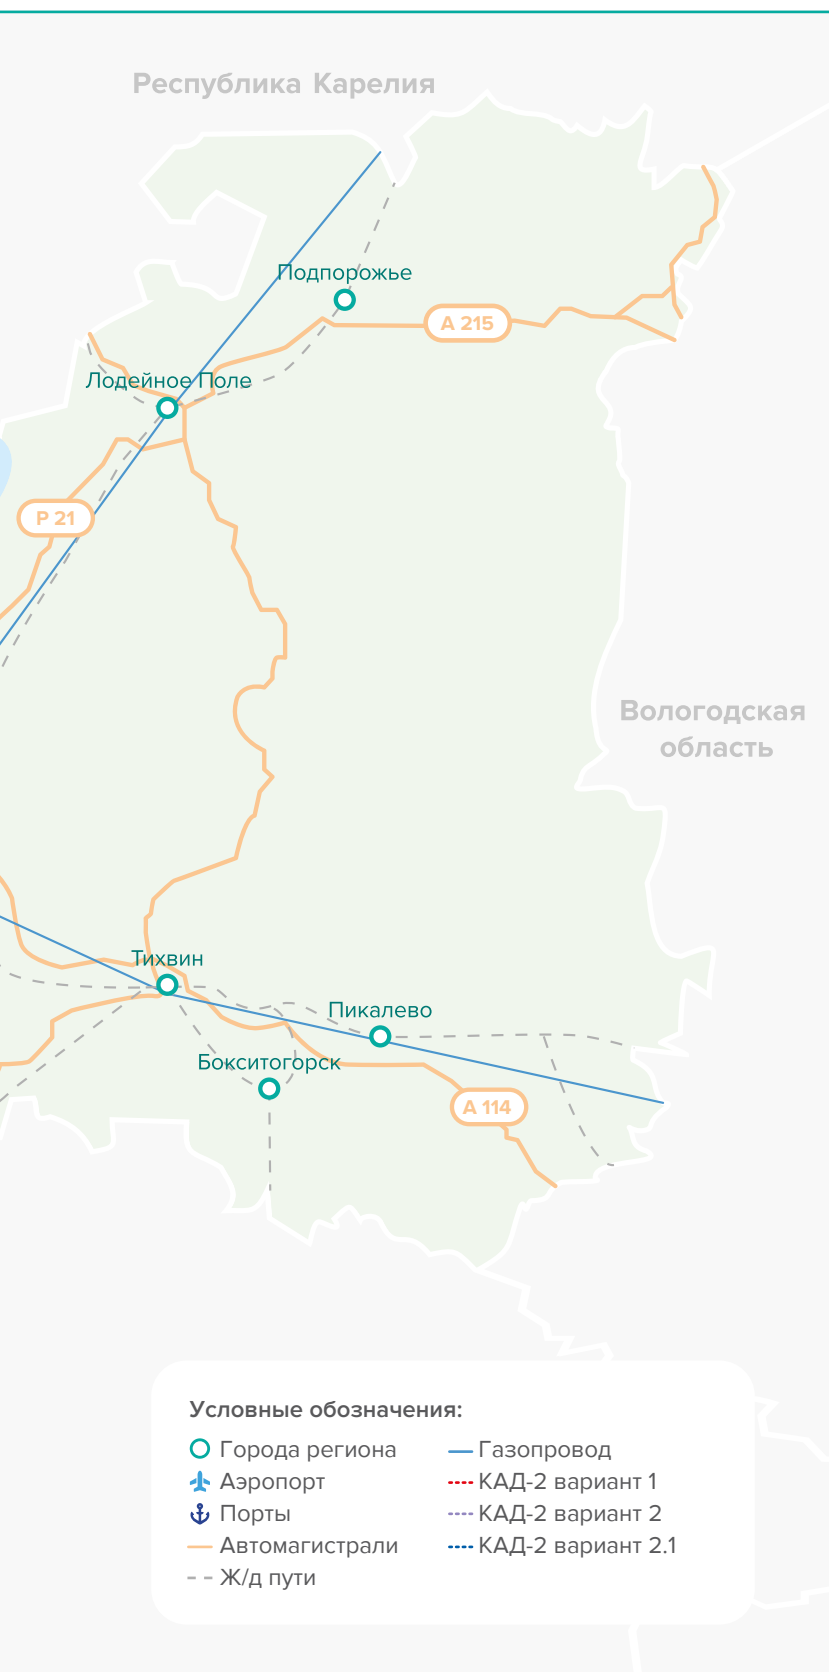 Республика Карелия
Подпорожье
А 215
Лодейное Поле
Р 21
Вологодская
область
Тихвин
Пикалево
Бокситогорск
А 114
Условные обозначения:
Города региона
Аэропорт
Порты
Автомагистрали
Ж/д пути
Газопровод
КАД-2 вариант 1
КАД-2 вариант 2
КАД-2 вариант 2.1